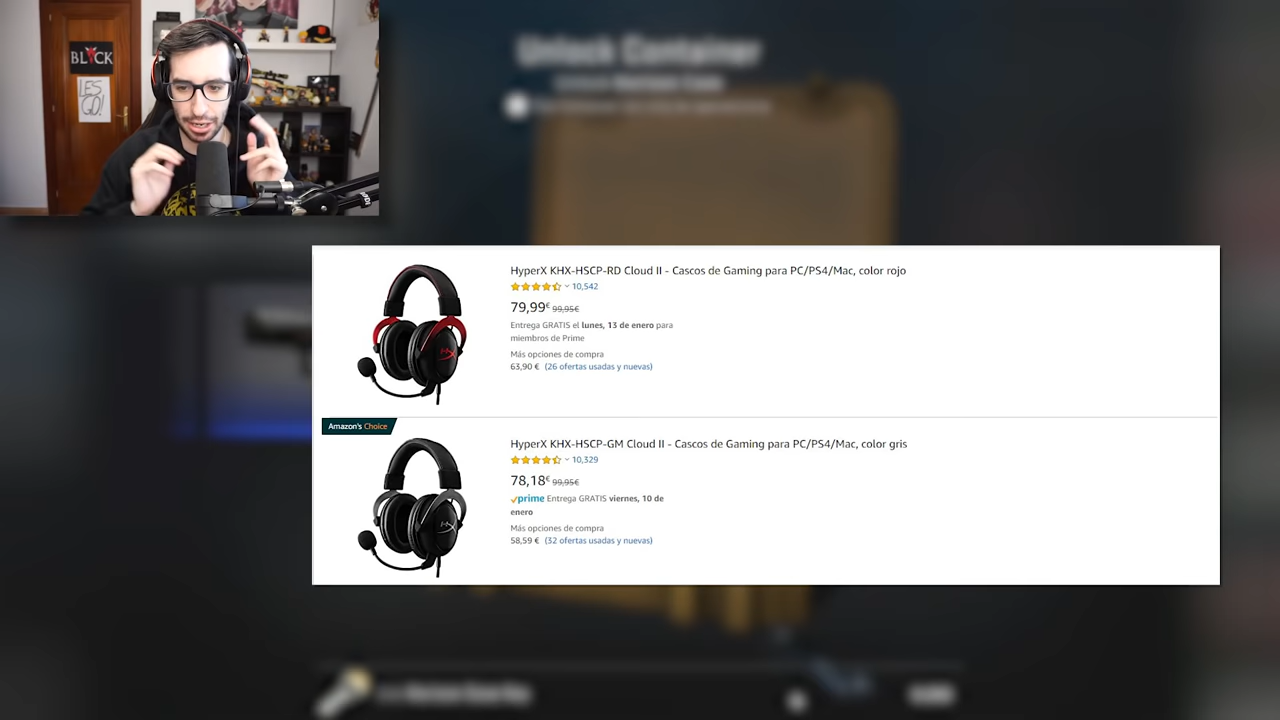 Unlock Container
BLCK
LES
GO!
HyperX KHX-HSCP-RD Cloud II - Cascos de Gaming para PC/PS4/Mac, color rojo
10,542
79,99€ 99,95€
Entrega GRATIS el lunes, 13 de enero para
miembros de Prime
Más opciones de compra
63,90 € (26 ofertas usadas y nuevas)
Amazon's Choice
HyperX KHX-HSCP-GM Cloud II - Cascos de Gaming para PC/PS4/Mac, color gris
10,329
78,18€ 99,95€
prime Entrega GRATIS viernes, 10 de
enero
Más opciones de compra
58,59 € (32 ofertas usadas y nuevas)